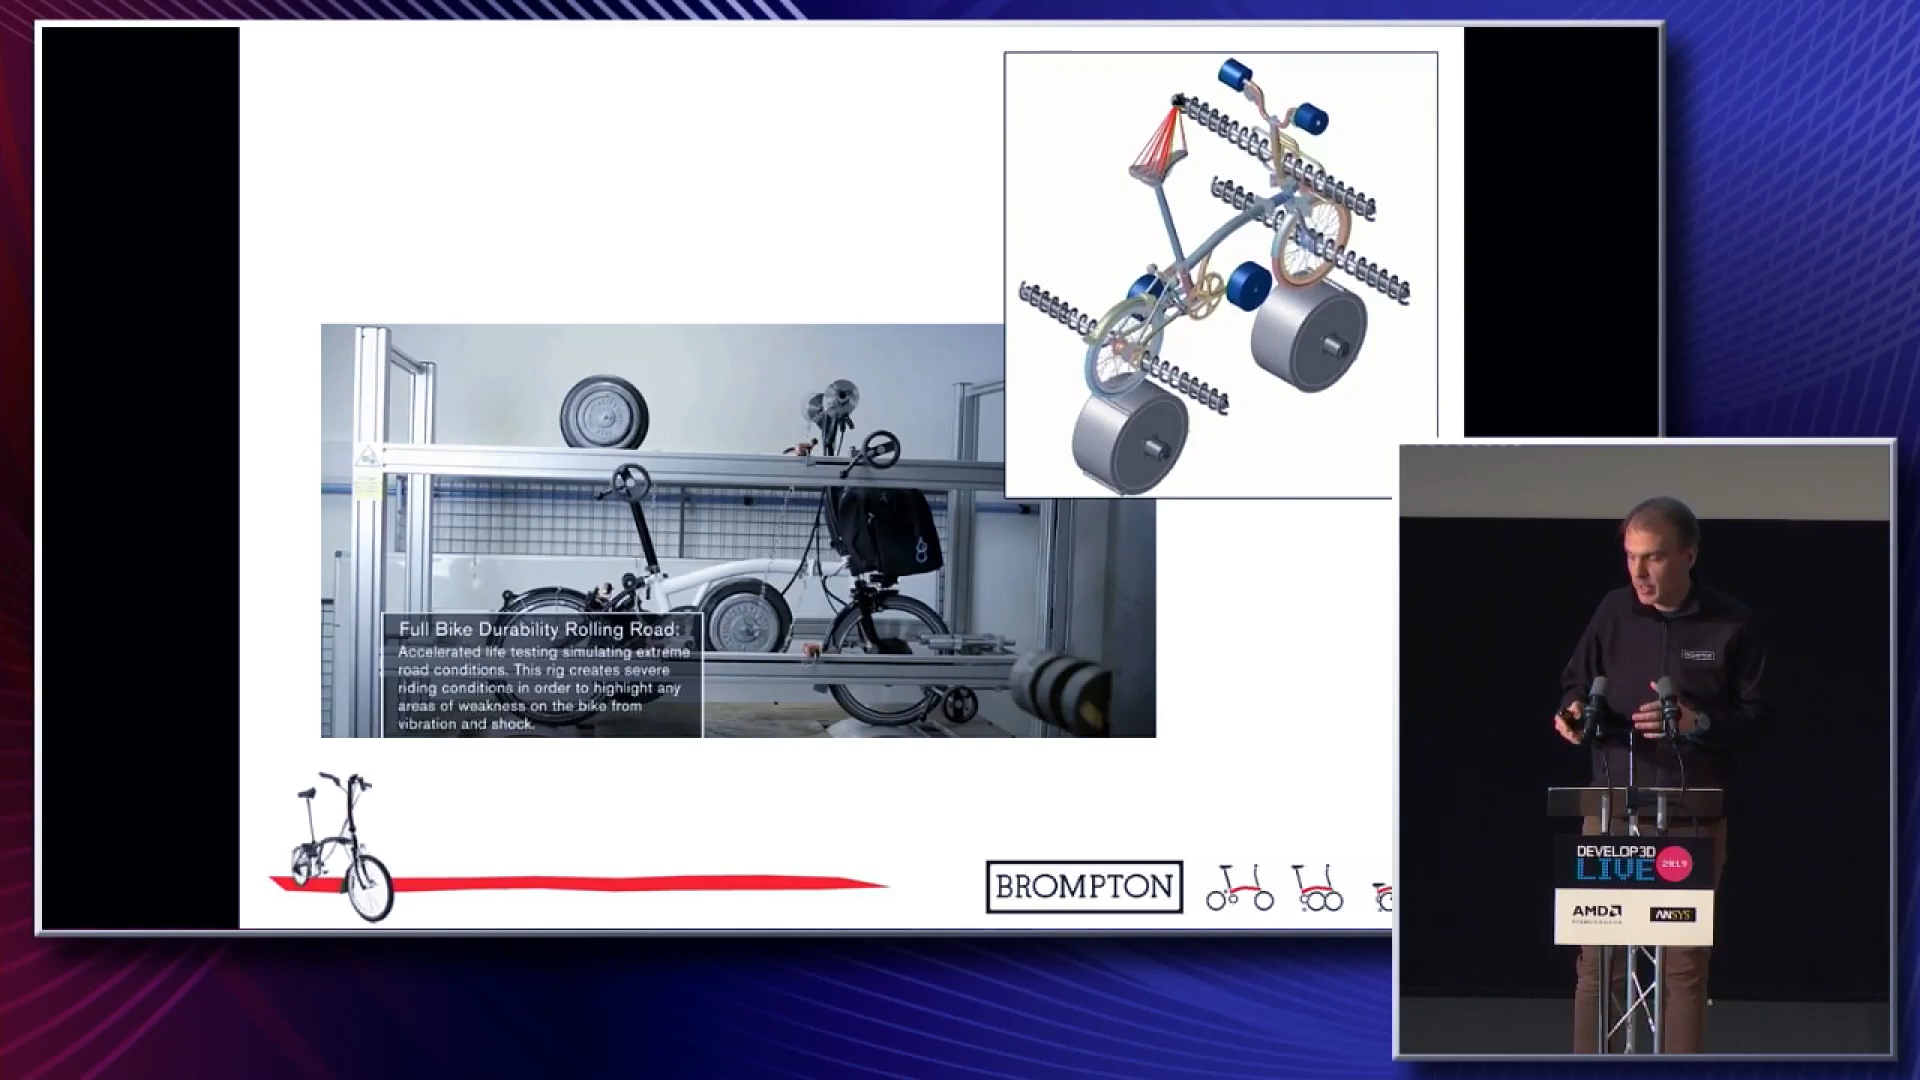 Full Bike Durability Rolling Road:
Accelerated life testing simulating extreme
road conditions. This rig creates severe
riding conditions in order to highlight any
areas of weakness on the bike from
vibration and shock.
BROMPTON
BROMPTON
DEVELOP3D
LIVE 2019
AMD
ANSYS